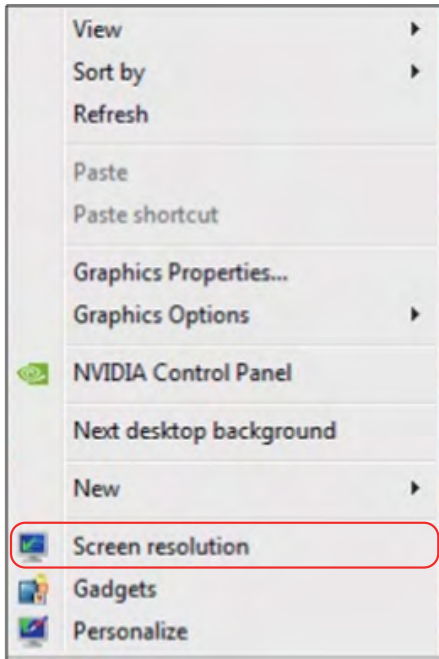 View
Sort by
Refresh
Paste
Paste shortcut
Graphics Properties...
Graphics Options
NVIDIA Control Panel
Next desktop background
New
Screen resolution
Gadgets
Personalize